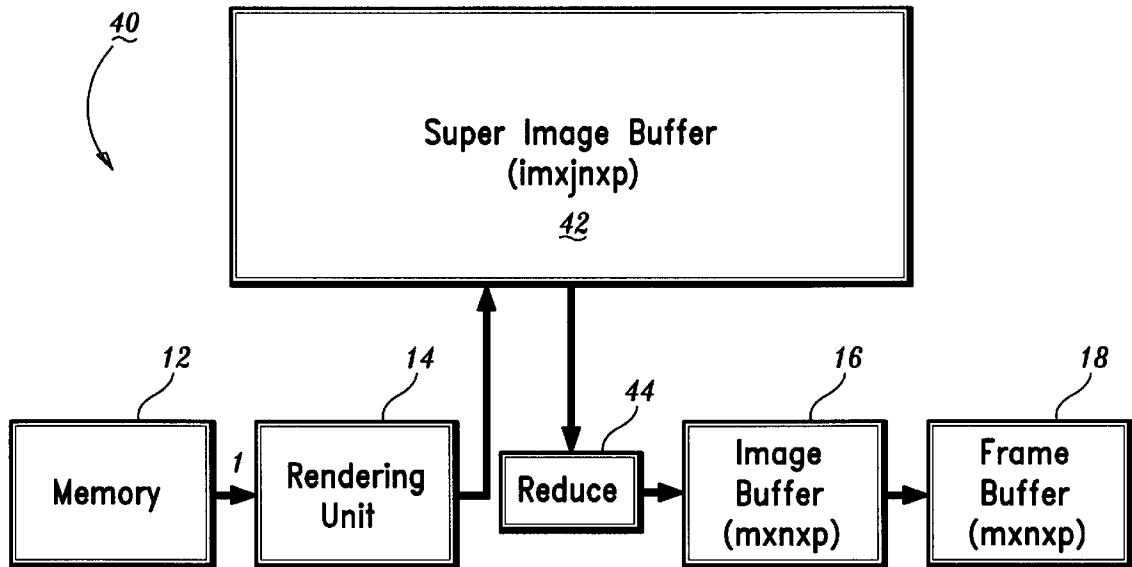 40
Super Image Buffer
(imxjnxp)
42
12
14
44
16
18
Memory
1
Rendering
Unit
Reduce
Image
Buffer
(mxnxp)
Frame
Buffer
(mxnxp)